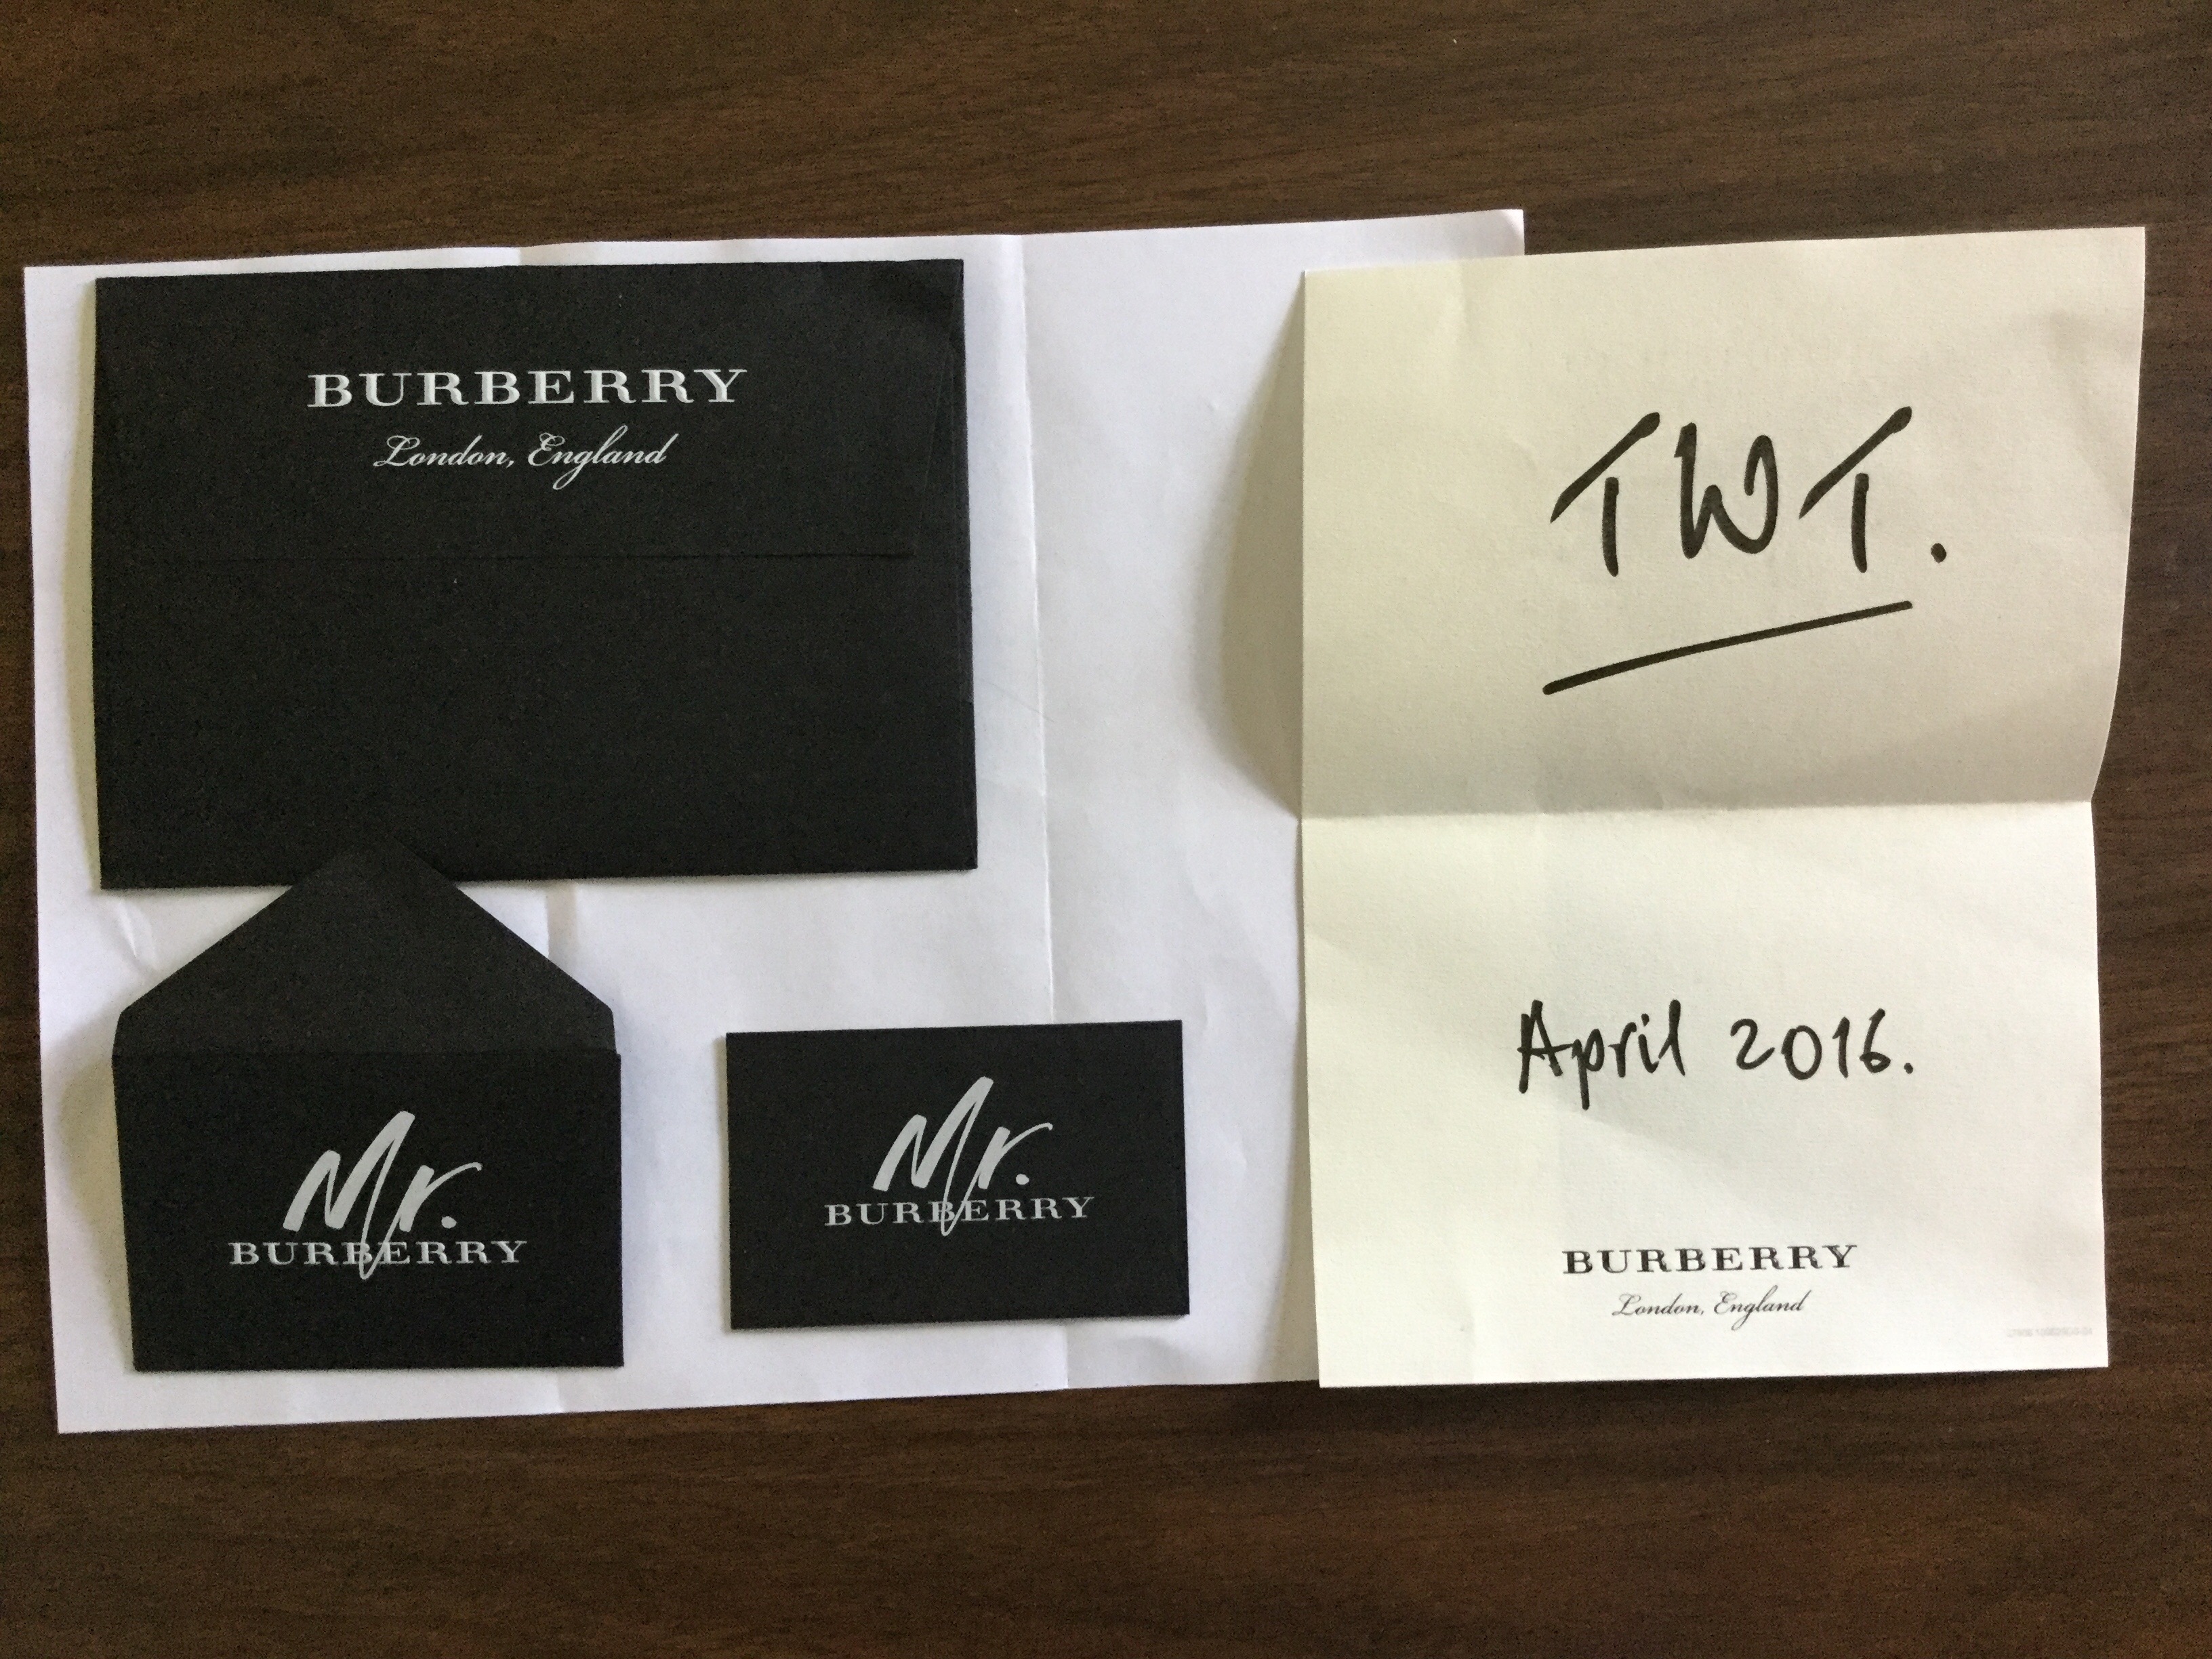 BURBERRY
London, England
Mr.
BURBERRY
Mr.
BURBERRY
TWT.
April 2016.
BURBERRY
London, England